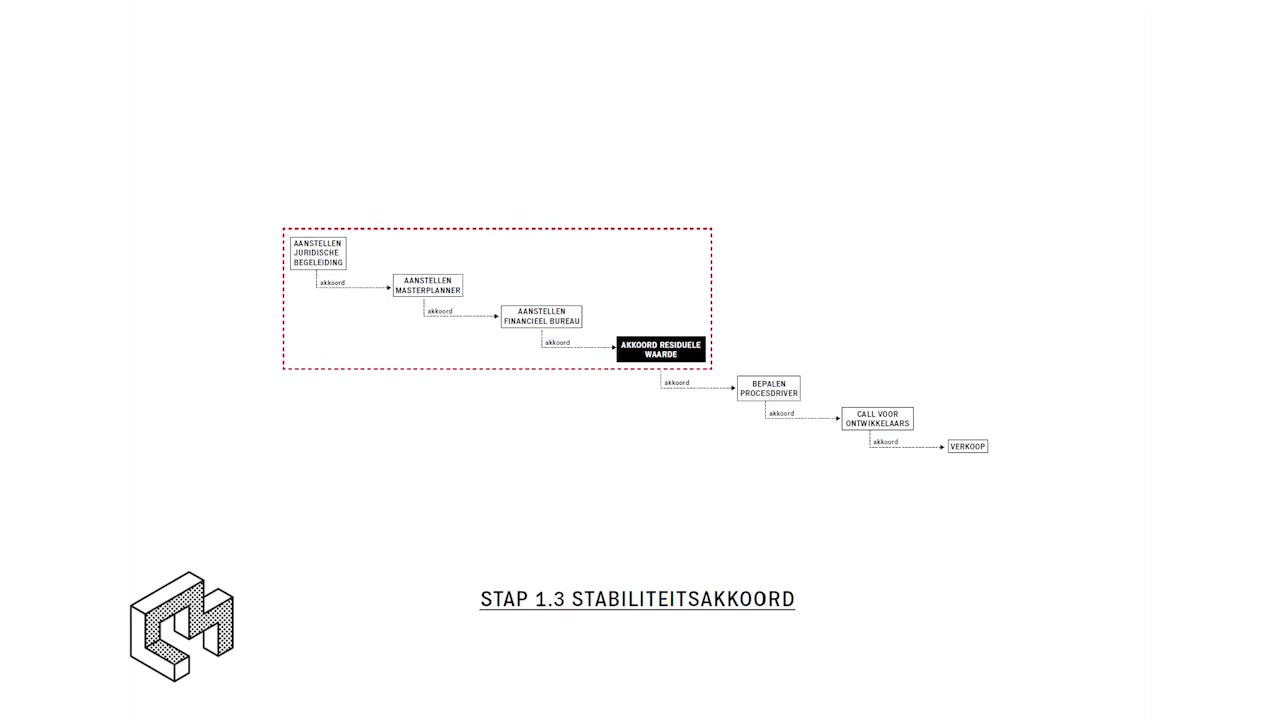 AANSTELLEN
JURIDISCHE
BEGELEIDING
akkoord
AANSTELLEN
MASTERPLANNER
akkoord
AANSTELLEN
FINANCIEEL BUREAU
akkoord
AKKOORD RESIDUELE
WAARDE
akkoord
BEPALEN
PROCESDRIVER
akkoord
CALL VOOR
ONTWIKKELAARS
akkoord
VERKOOP
STAP 1.3 STABILITEITSAKKOORD